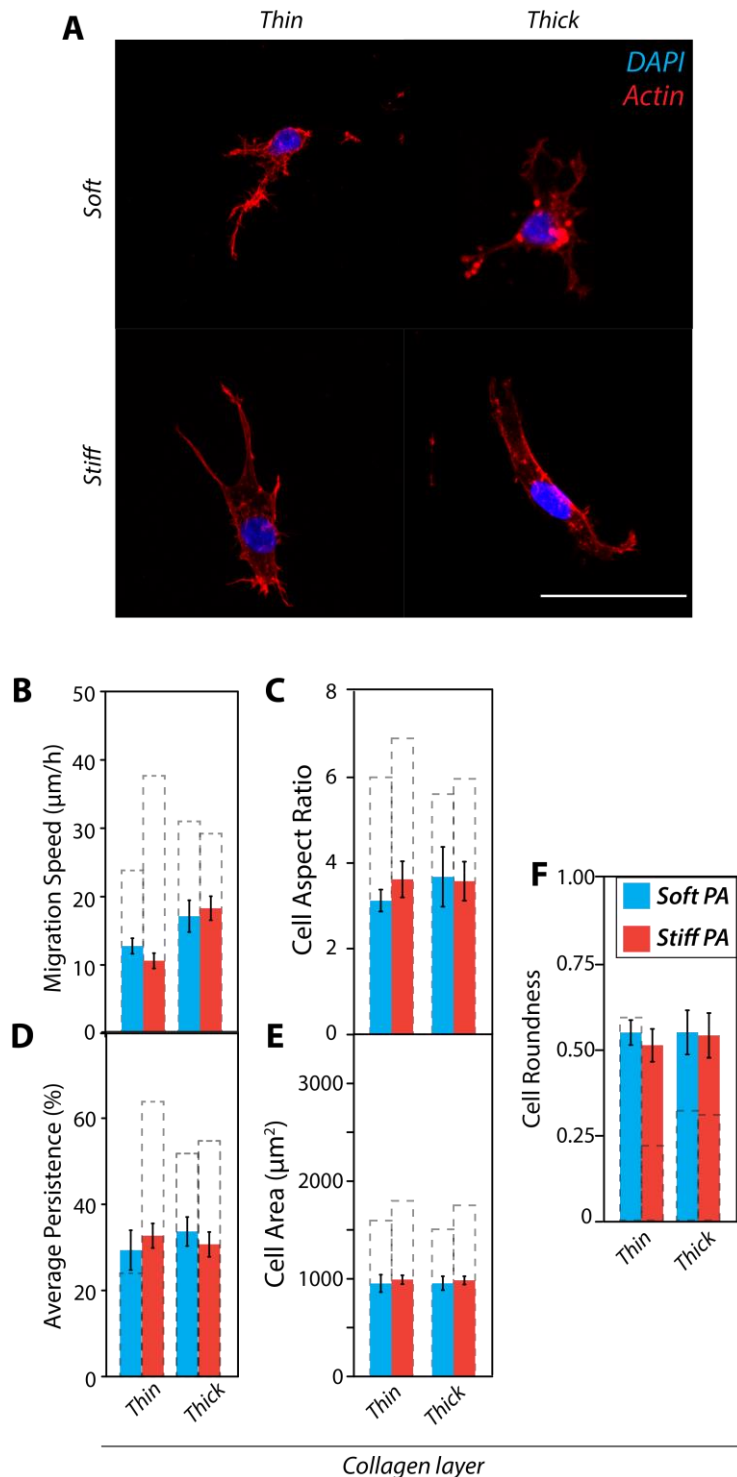 A
Thin
Thick
DAPI
Actin
Soft
Stiff
B
50
40
30
20
10
0
Migration Speed (μm/h)
C
8
6
4
2
0
Cell Aspect Ratio
D
60
40
20
0
Average Persistence (%)
Thin
Thick
E
3000
2000
1000
0
Cell Area (μm²)
Thin
Thick
F
1.00
0.75
0.50
0.25
0
Cell Roundness
Soft PA
Stiff PA
Thin
Thick
Collagen layer